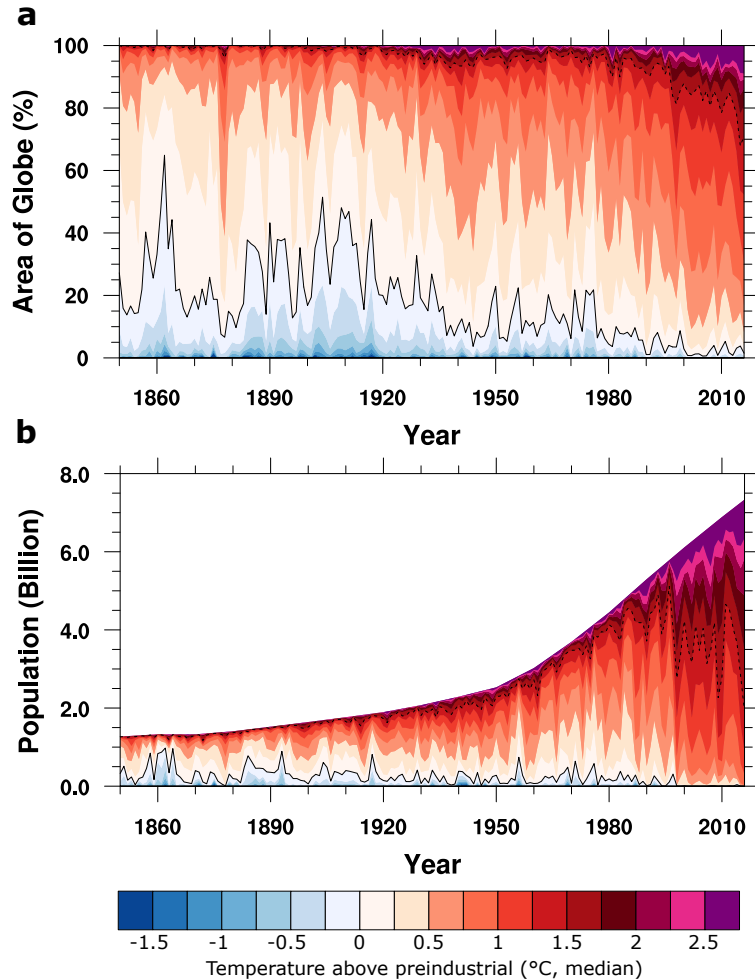 a
100
80
60
40
20
0
Area of Globe (%)
1860 1890 1920 1950 1980 2010
Year
b
8.0
6.0
4.0
2.0
0.0
Population (Billion)
1860 1890 1920 1950 1980 2010
Year
-1.5 -1 -0.5 0 0.5 1 1.5 2 2.5
Temperature above preindustrial (°C, median)